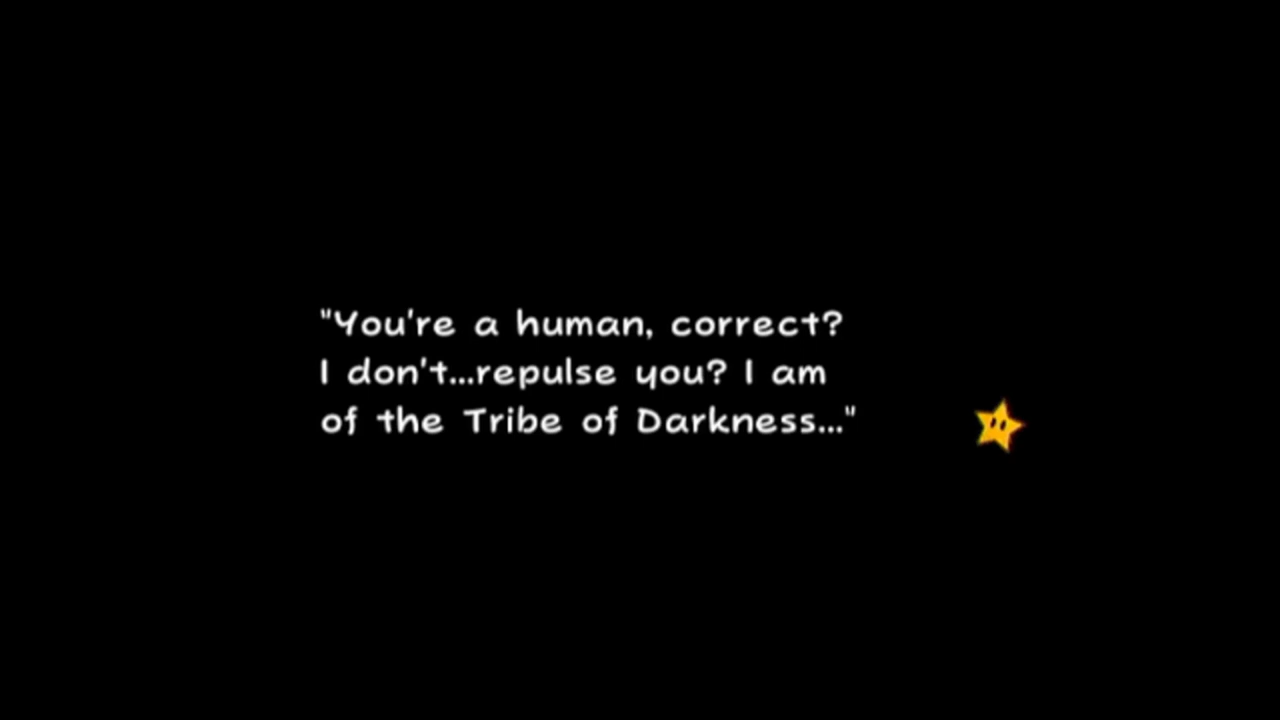 "You're a human, correct?
I don't...repulse you? I am
of the Tribe of Darkness..."